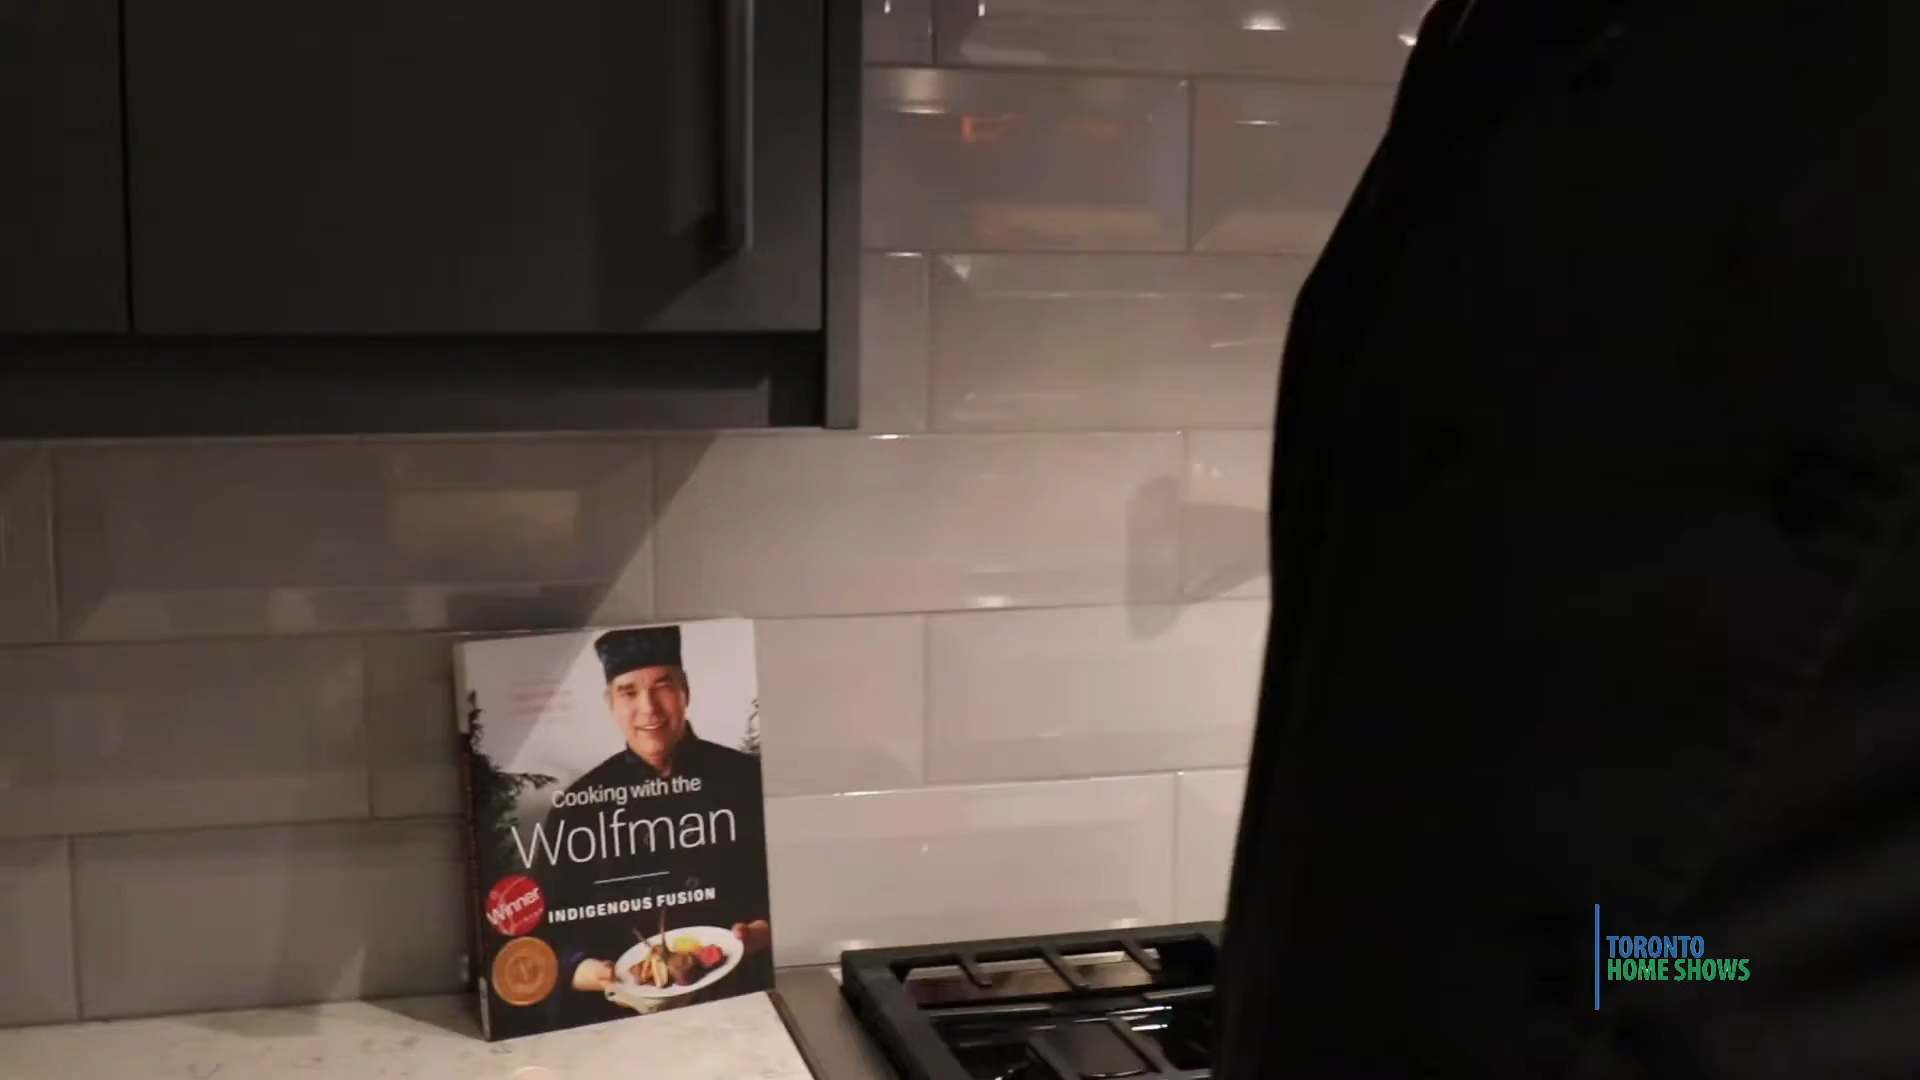 Cooking with the
Wolfman
INDIGENOUS FUSION
Winner
TORONTO
HOME SHOWS